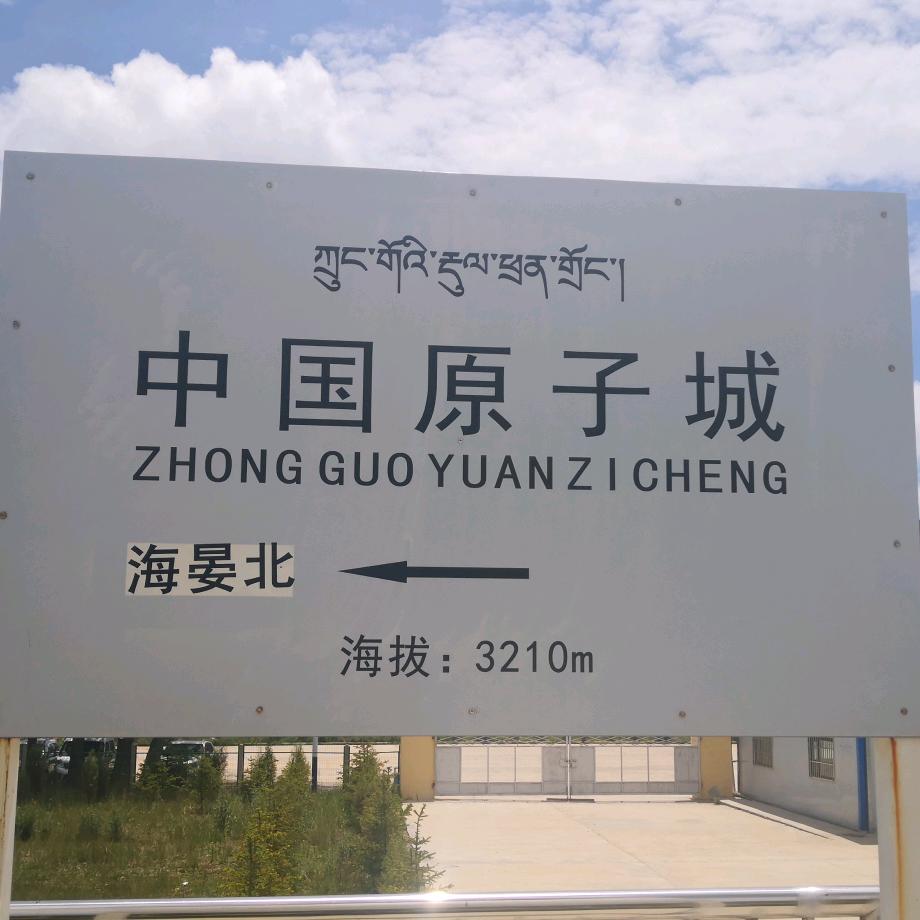 ཀྲུང་གོའི་རྡུལ་ཕྲན་གྲོང་།
中国原子城
ZHONG GUO YUAN ZI CHENG
海晏北 ←
海拔：3210m